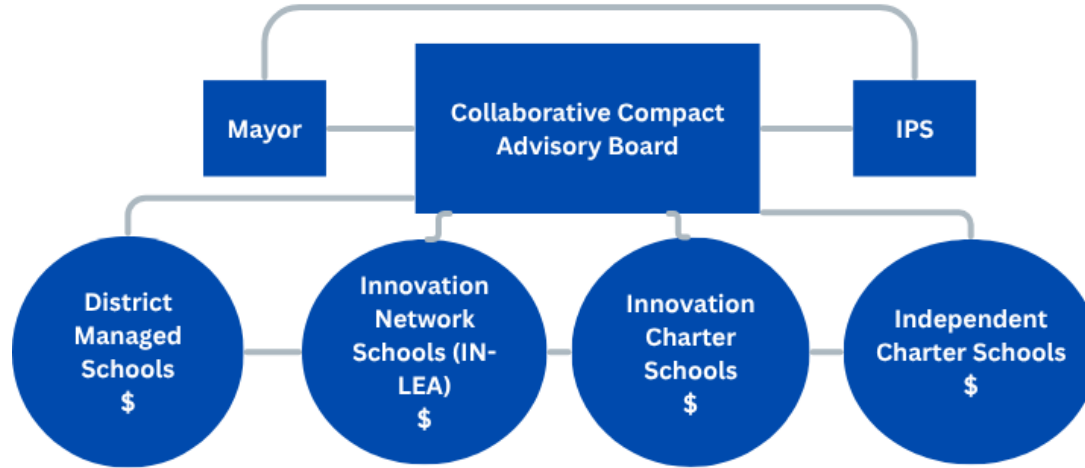 Mayor
Collaborative Compact
Advisory Board
IPS
District
Managed
Schools
$
Innovation
Network
Schools (IN-
LEA)
$
Innovation
Charter
Schools
$
Independent
Charter Schools
$